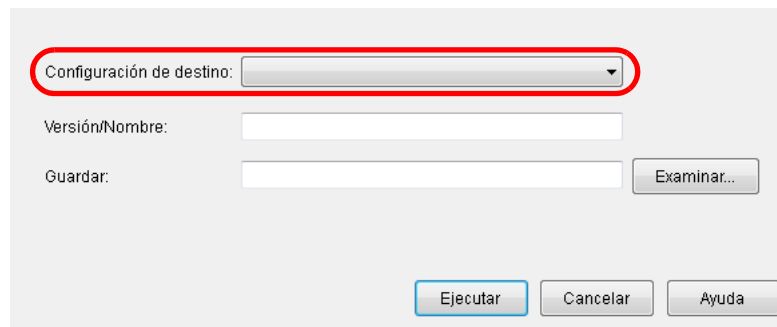 Configuración de destino:
Versión/Nombre:
Guardar:
Examinar...
Ejecutar
Cancelar
Ayuda